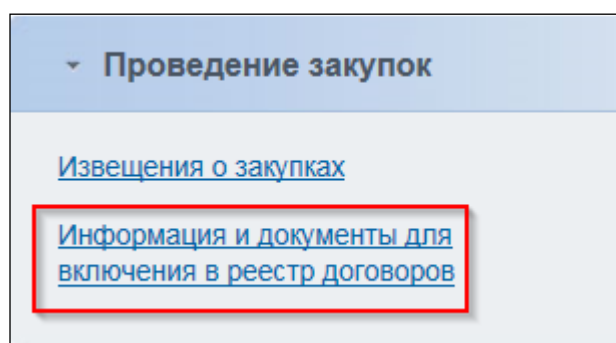 Проведение закупок
Извещения о закупках
Информация и документы для
включения в реестр договоров